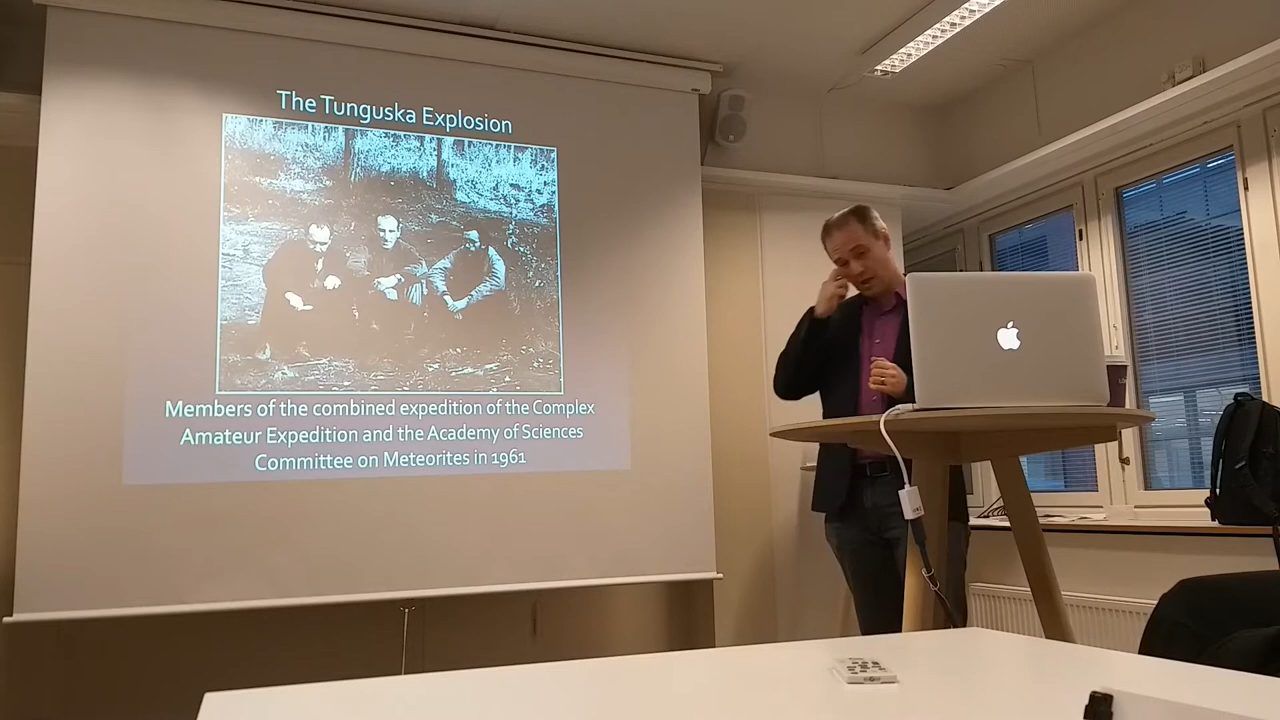 The Tunguska Explosion
Members of the combined expedition of the Complex
Amateur Expedition and the Academy of Sciences
Committee on Meteorites in 1961